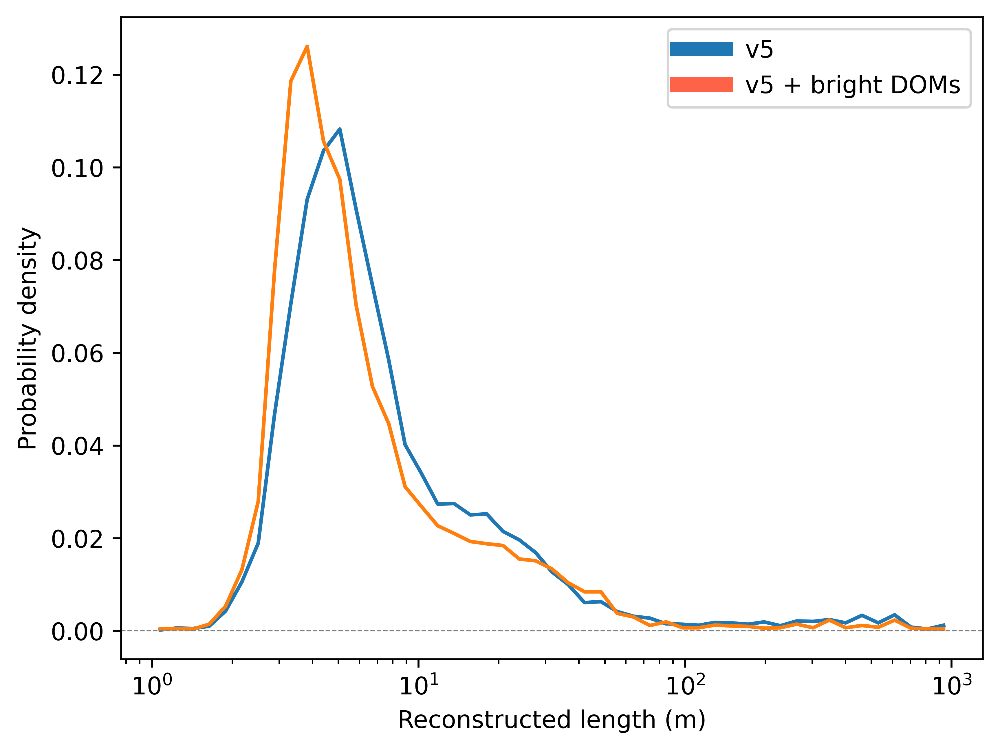 v5
v5 + bright DOMs
Probability density
0.12
0.10
0.08
0.06
0.04
0.02
0.00
10⁰
10¹
10²
10³
Reconstructed length (m)